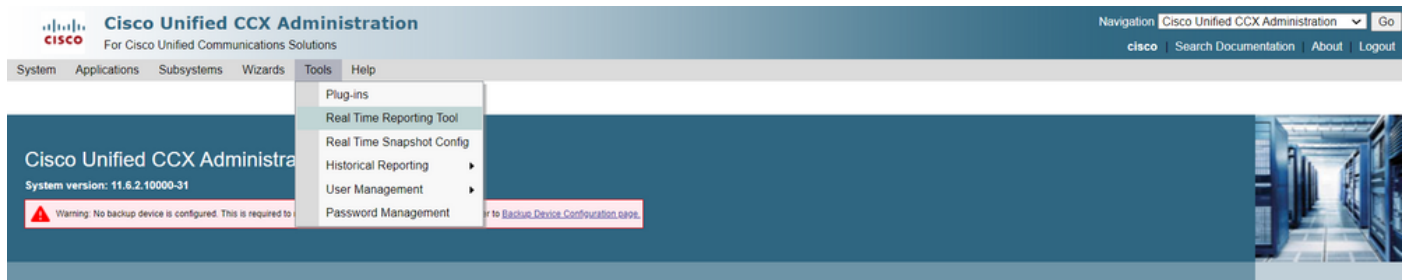 Cisco Unified CCX Administration
Navigation Cisco Unified CCX Administration Go
CISCO For Cisco Unified Communications Solutions
cisco | Search Documentation | About | Logout
System Applications Subsystems Wizards Tools Help
Plug-ins
Real Time Reporting Tool
Real Time Snapshot Config
Historical Reporting
User Management
Password Management
Cisco Unified CCX Administra
System version: 11.6.2.10000-31
Warning: No backup device is configured. This is required to r to Backup Device Configuration page.